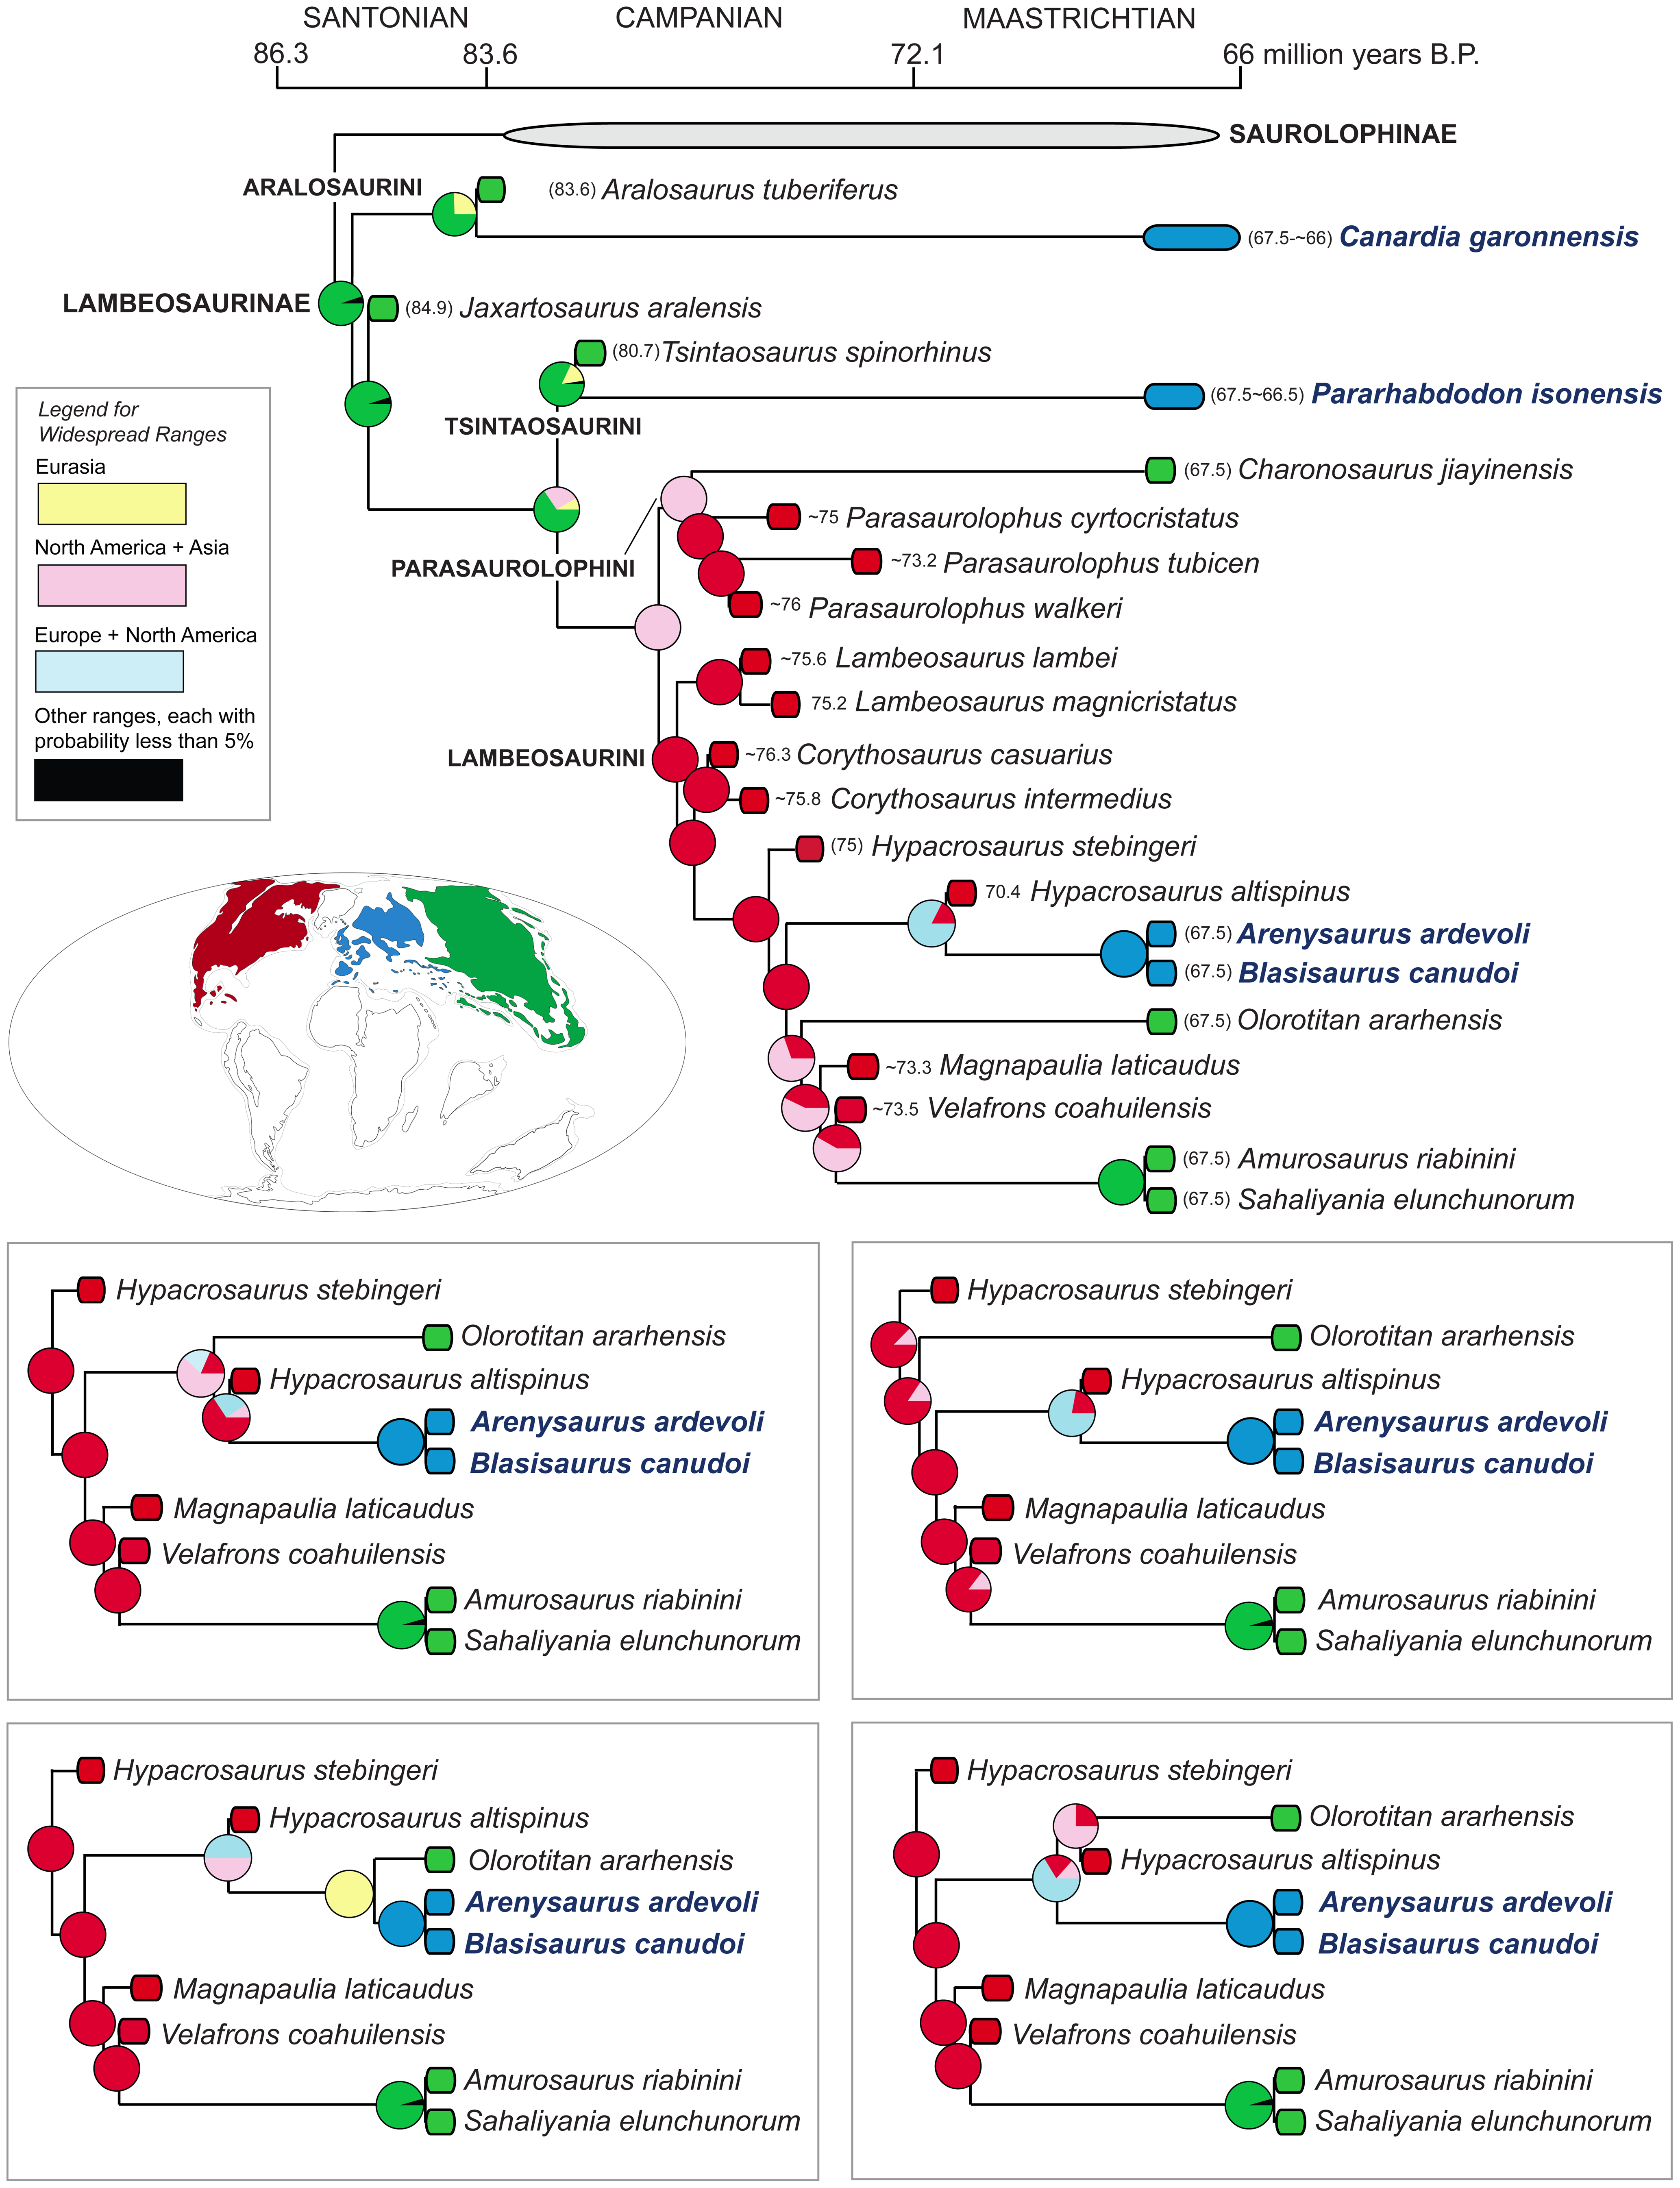 SANTONIAN CAMPANIAN MAASTRICHTIAN
86.3 83.6 72.1 66 million years B.P.
SAUROLOPHINAE
ARALOSAURINI
(83.6) Aralosaurus tuberiferus
(67.5-~66) Canardia garonnensis
LAMBEOSAURINAE
(84.9) Jaxartosaurus aralensis
(80.7) Tsintaosaurus spinorhinus
(67.5~66.5) Pararhabdodon isonensis
TSINTAOSAURINI
(67.5) Charonosaurus jiayinensis
~75 Parasaurolophus cyrtocristatus
PARASAUROLOPHINI
~73.2 Parasaurolophus tubicen
~76 Parasaurolophus walkeri
~75.6 Lambeosaurus lambei
75.2 Lambeosaurus magnicristatus
LAMBEOSAURINI
~76.3 Corythosaurus casuarius
~75.8 Corythosaurus intermedius
(75) Hypacrosaurus stebingeri
70.4 Hypacrosaurus altispinus
(67.5) Arenysaurus ardevoli
(67.5) Blasisaurus canudoi
(67.5) Olorotitan ararhensis
~73.3 Magnapaulia laticaudus
~73.5 Velafrons coahuilensis
(67.5) Amurosaurus riabinini
(67.5) Sahaliyania elunchunorum
Legend for
Widespread Ranges
Eurasia
North America + Asia
Europe + North America
Other ranges, each with
probability less than 5%
Hypacrosaurus stebingeri
Olorotitan ararhensis
Hypacrosaurus altispinus
Arenysaurus ardevoli
Blasisaurus canudoi
Magnapaulia laticaudus
Velafrons coahuilensis
Amurosaurus riabinini
Sahaliyania elunchunorum
Hypacrosaurus stebingeri
Olorotitan ararhensis
Hypacrosaurus altispinus
Arenysaurus ardevoli
Blasisaurus canudoi
Magnapaulia laticaudus
Velafrons coahuilensis
Amurosaurus riabinini
Sahaliyania elunchunorum
Hypacrosaurus stebingeri
Hypacrosaurus altispinus
Olorotitan ararhensis
Arenysaurus ardevoli
Blasisaurus canudoi
Magnapaulia laticaudus
Velafrons coahuilensis
Amurosaurus riabinini
Sahaliyania elunchunorum
Hypacrosaurus stebingeri
Olorotitan ararhensis
Hypacrosaurus altispinus
Arenysaurus ardevoli
Blasisaurus canudoi
Magnapaulia laticaudus
Velafrons coahuilensis
Amurosaurus riabinini
Sahaliyania elunchunorum